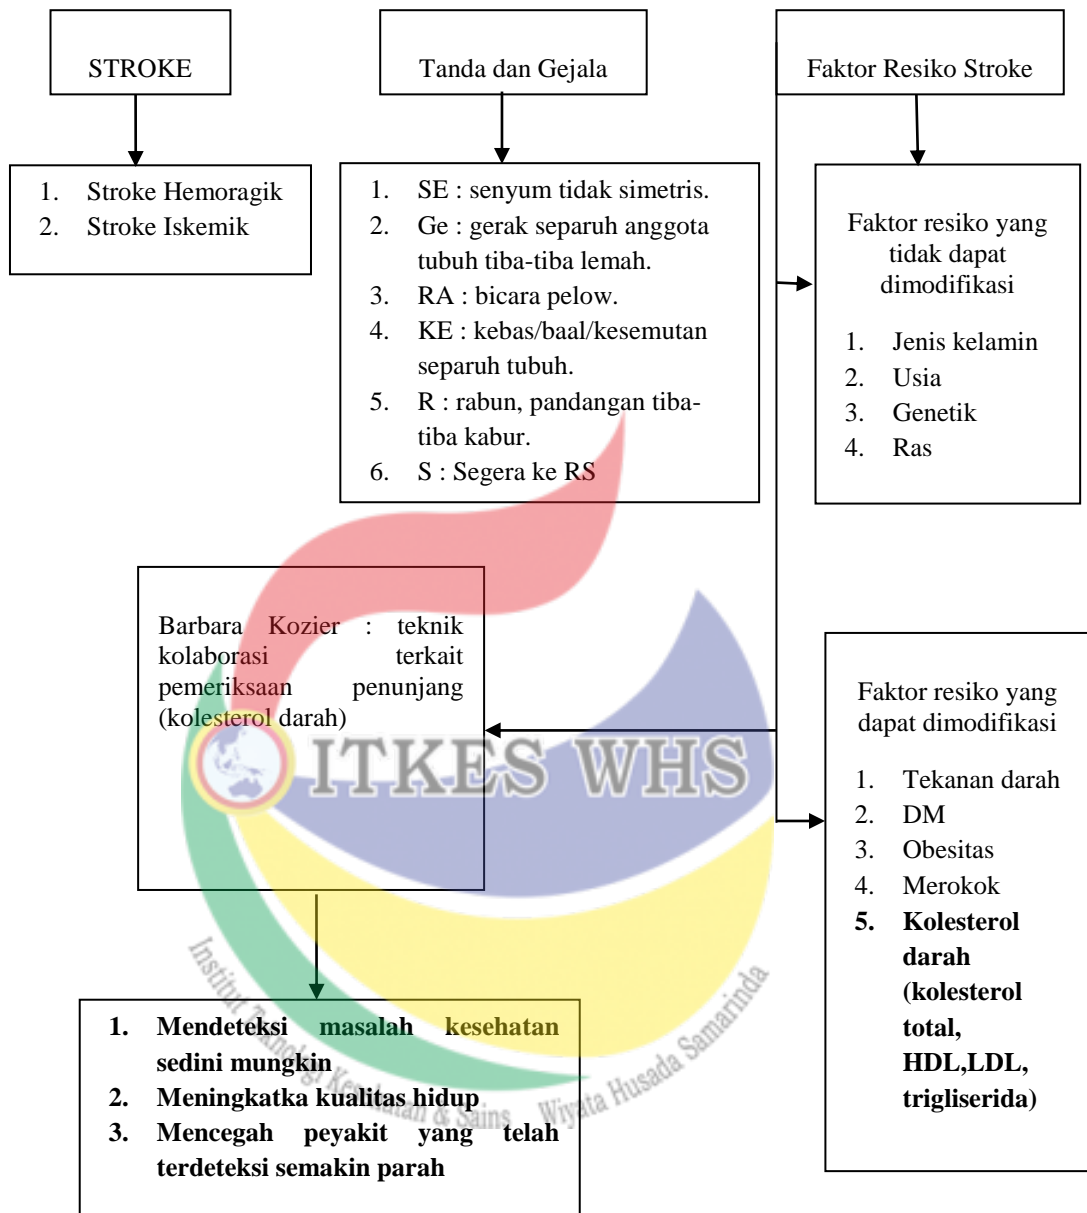 STROKE
Tanda dan Gejala
Faktor Resiko Stroke
1. Stroke Hemoragik
2. Stroke Iskemik
1. SE : senyum tidak simetris.
2. Ge : gerak separuh anggota
tubuh tiba-tiba lemah.
3. RA : bicara pelow.
4. KE : kebas/baal/kesemutan
separuh tubuh.
5. R : rabun, pandangan tiba-
tiba kabur.
6. S : Segera ke RS
Faktor resiko yang
tidak dapat
dimodifikasi
1. Jenis kelamin
2. Usia
3. Genetik
4. Ras
Barbara Kozier : teknik
kolaborasi terkait
pemeriksaan penunjang
(kolesterol darah)
ITKES WHS
Faktor resiko yang
dapat dimodifikasi
1. Tekanan darah
2. DM
3. Obesitas
4. Merokok
5. Kolesterol
darah
(kolesterol
total,
HDL,LDL,
trigliserida)
1. Mendeteksi masalah kesehatan
sedini mungkin
2. Meningkatka kualitas hidup
3. Mencegah peyakit yang telah
terdeteksi semakin parah
Institut Teknologi Kesehatan & Sains Wiyata Husada Samarinda